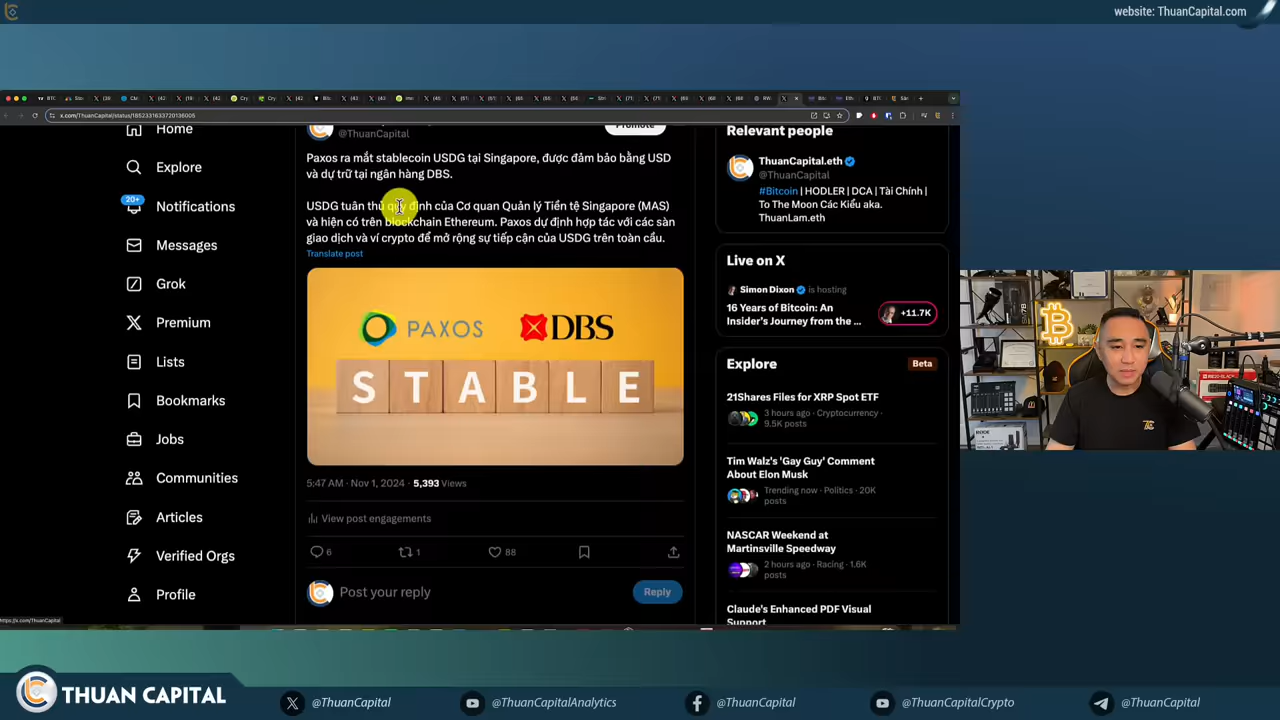 website: ThuanCapital.com
x.com/ThuanCapital/status/1852331633720136005
Home
Explore
20+
Notifications
Messages
Grok
Premium
Lists
Bookmarks
Jobs
Communities
Articles
Verified Orgs
Profile
https://x.com/ThuanCapital
@ThuanCapital
Promote
Paxos ra mắt stablecoin USDG tại Singapore, được đảm bảo bằng USD
và dự trữ tại ngân hàng DBS.
USDG tuân thủ quy định của Cơ quan Quản lý Tiền tệ Singapore (MAS)
và hiện có trên blockchain Ethereum. Paxos dự định hợp tác với các sàn
giao dịch và ví crypto để mở rộng sự tiếp cận của USDG trên toàn cầu.
Translate post
PAXOS
DBS
STABLE
5:47 AM · Nov 1, 2024 · 5,393 Views
View post engagements
6
1
88
Post your reply
Reply
Relevant people
ThuanCapital.eth
@ThuanCapital
#Bitcoin | HODLER | DCA | Tài Chính |
To The Moon Các Kiểu aka.
ThuanLam.eth
Live on X
Simon Dixon is hosting
16 Years of Bitcoin: An
Insider's Journey from the ...
+11.7K
Explore
Beta
21Shares Files for XRP Spot ETF
3 hours ago · Cryptocurrency ·
9.5K posts
Tim Walz's 'Gay Guy' Comment
About Elon Musk
Trending now · Politics · 20K
posts
NASCAR Weekend at
Martinsville Speedway
2 hours ago · Racing · 1.6K
posts
Claude's Enhanced PDF Visual
Support
THUAN CAPITAL
@ThuanCapital
@ThuanCapitalAnalytics
@ThuanCapital
@ThuanCapitalCrypto
@ThuanCapital